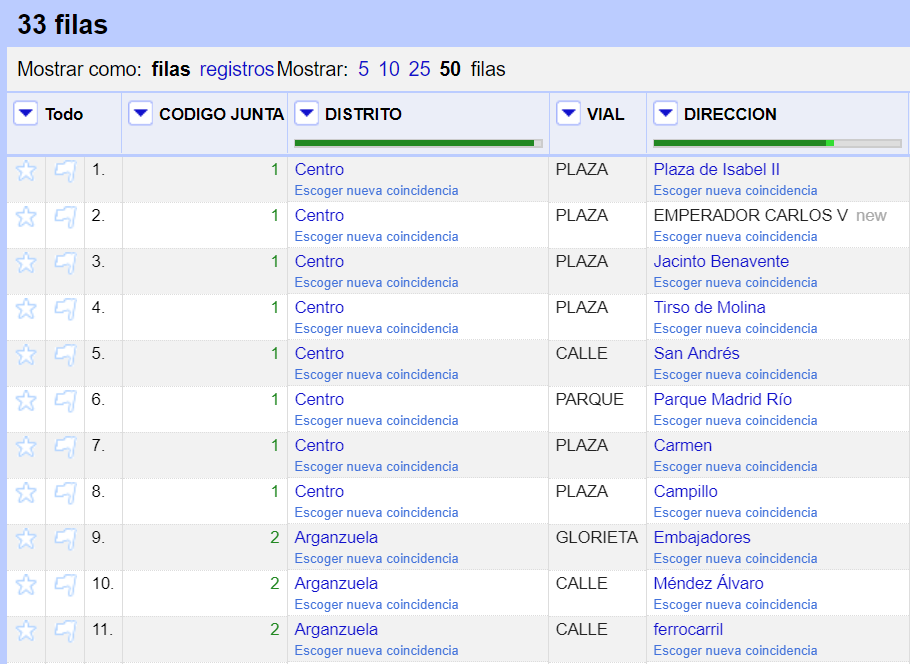 33 filas
Mostrar como: filas registros Mostrar: 5 10 25 50 filas
Todo CODIGO JUNTA DISTRITO VIAL DIRECCION
1. 1 Centro PLAZA Plaza de Isabel II
Escoger nueva coincidencia Escoger nueva coincidencia
2. 1 Centro PLAZA EMPERADOR CARLOS V new
Escoger nueva coincidencia Escoger nueva coincidencia
3. 1 Centro PLAZA Jacinto Benavente
Escoger nueva coincidencia Escoger nueva coincidencia
4. 1 Centro PLAZA Tirso de Molina
Escoger nueva coincidencia Escoger nueva coincidencia
5. 1 Centro CALLE San Andrés
Escoger nueva coincidencia Escoger nueva coincidencia
6. 1 Centro PARQUE Parque Madrid Río
Escoger nueva coincidencia Escoger nueva coincidencia
7. 1 Centro PLAZA Carmen
Escoger nueva coincidencia Escoger nueva coincidencia
8. 1 Centro PLAZA Campillo
Escoger nueva coincidencia Escoger nueva coincidencia
9. 2 Arganzuela GLORIETA Embajadores
Escoger nueva coincidencia Escoger nueva coincidencia
10. 2 Arganzuela CALLE Méndez Álvaro
Escoger nueva coincidencia Escoger nueva coincidencia
11. 2 Arganzuela CALLE ferrocarril
Escoger nueva coincidencia Escoger nueva coincidencia